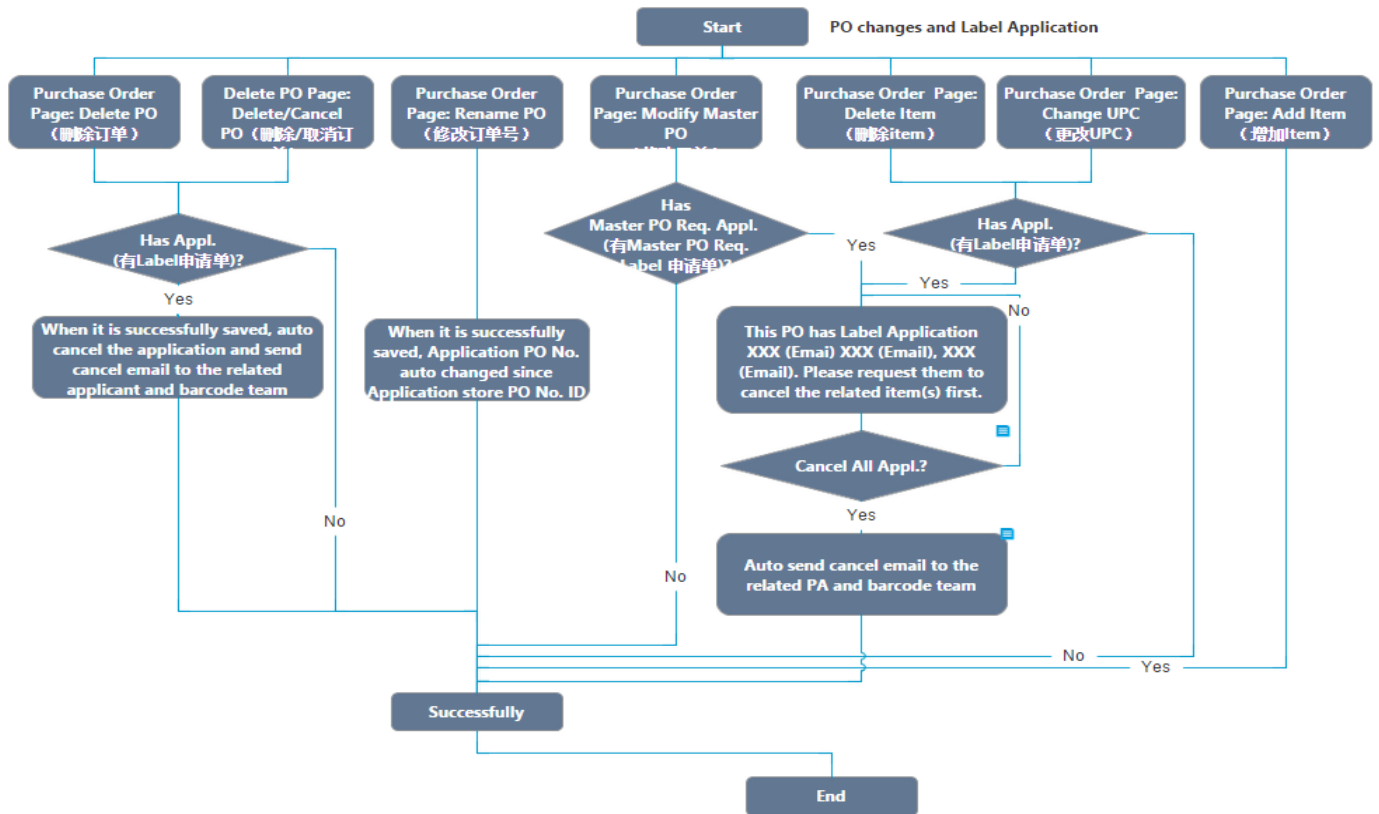 Start
PO changes and Label Application
Purchase Order
Page: Delete PO
（删除订单）
Delete PO Page:
Delete/Cancel
PO（删除/取消订
Purchase Order
Page: Rename PO
（修改订单号）
Purchase Order
Page: Modify Master
PO
Purchase Order Page:
Delete Item
（删除item）
Purchase Order Page:
Change UPC
（更改UPC）
Purchase Order
Page: Add Item
（增加Item）
Has Appl.
(有Label申请单)?
Has
Master PO Req. Appl.
(有Master PO Req.
Label 申请单)?
Has Appl.
(有Label申请单)?
Yes
Yes
Yes
No
When it is successfully saved, auto
cancel the application and send
cancel email to the related
applicant and barcode team
When it is successfully
saved, Application PO No.
auto changed since
Application store PO No. ID
This PO has Label Application
XXX (Emai) XXX (Email), XXX
(Email). Please request them to
cancel the related item(s) first.
Cancel All Appl.?
No
Yes
Auto send cancel email to the
related PA and barcode team
No
No
Yes
Successfully
End